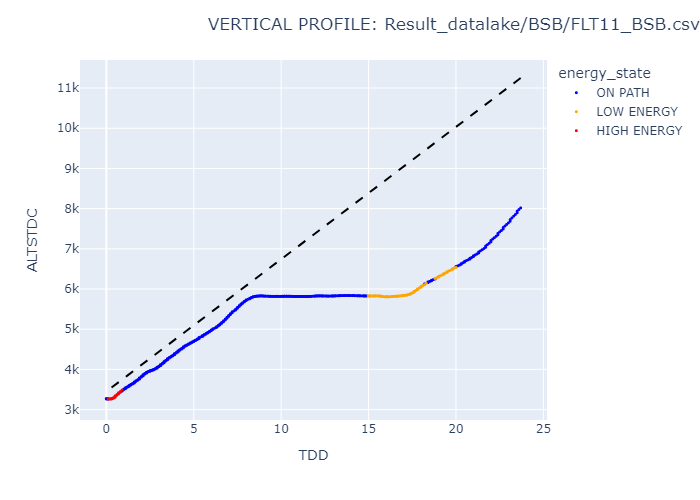 VERTICAL PROFILE: Result_datalake/BSB/FLT11_BSB.csv
energy_state
ON PATH
LOW ENERGY
HIGH ENERGY
11k
10k
9k
8k
7k
6k
5k
4k
3k
ALTSTDC
0 5 10 15 20 25
TDD